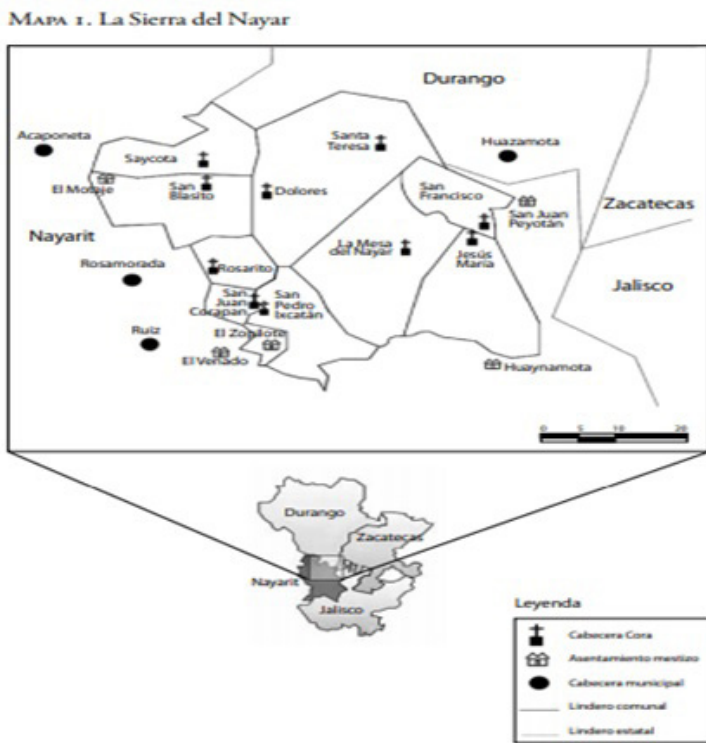 MAPA 1. La Sierra del Nayar
Durango
Acaponeta
Saycota
Santa
Teresa
Huazamota
El Motaje
San
Blasito
Dolores
San
Francisco
San Juan
Peyotán
Zacatecas
Nayarit
La Mesa
del Nayar
Jesús
María
Rosamorada
Rosarito
Jalisco
San
Juan
Corapan
San
Pedro
Ixcatán
Ruiz
El Zopilote
El Venado
Huaynamota
0 5 10 20
Durango
Zacatecas
Nayarit
Jalisco
Leyenda
Cabecera Cora
Asentamiento mestizo
Cabecera municipal
Lindero comunal
Lindero estatal